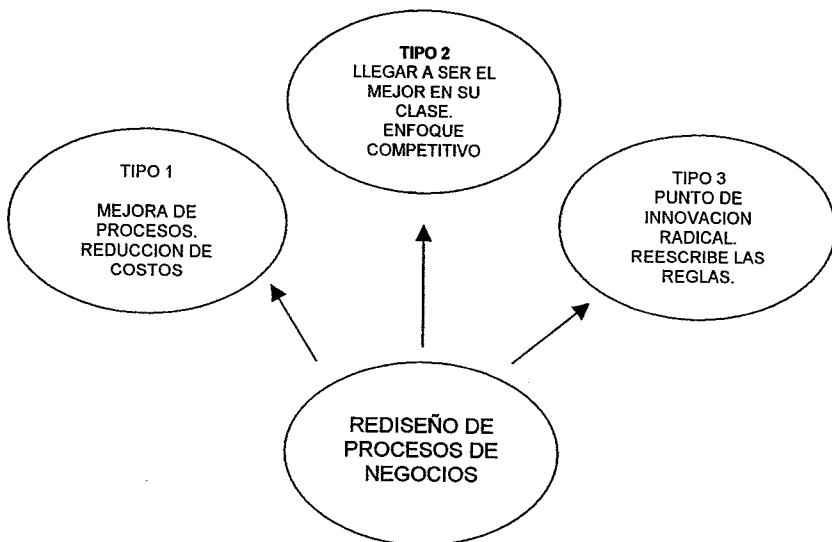 TIPO 2
LLEGAR A SER EL
MEJOR EN SU
CLASE.
ENFOQUE
COMPETITIVO
TIPO 1
MEJORA DE
PROCESOS.
REDUCCION DE
COSTOS
TIPO 3
PUNTO DE
INNOVACION
RADICAL.
REESCRIBE LAS
REGLAS.
REDISEÑO DE
PROCESOS DE
NEGOCIOS